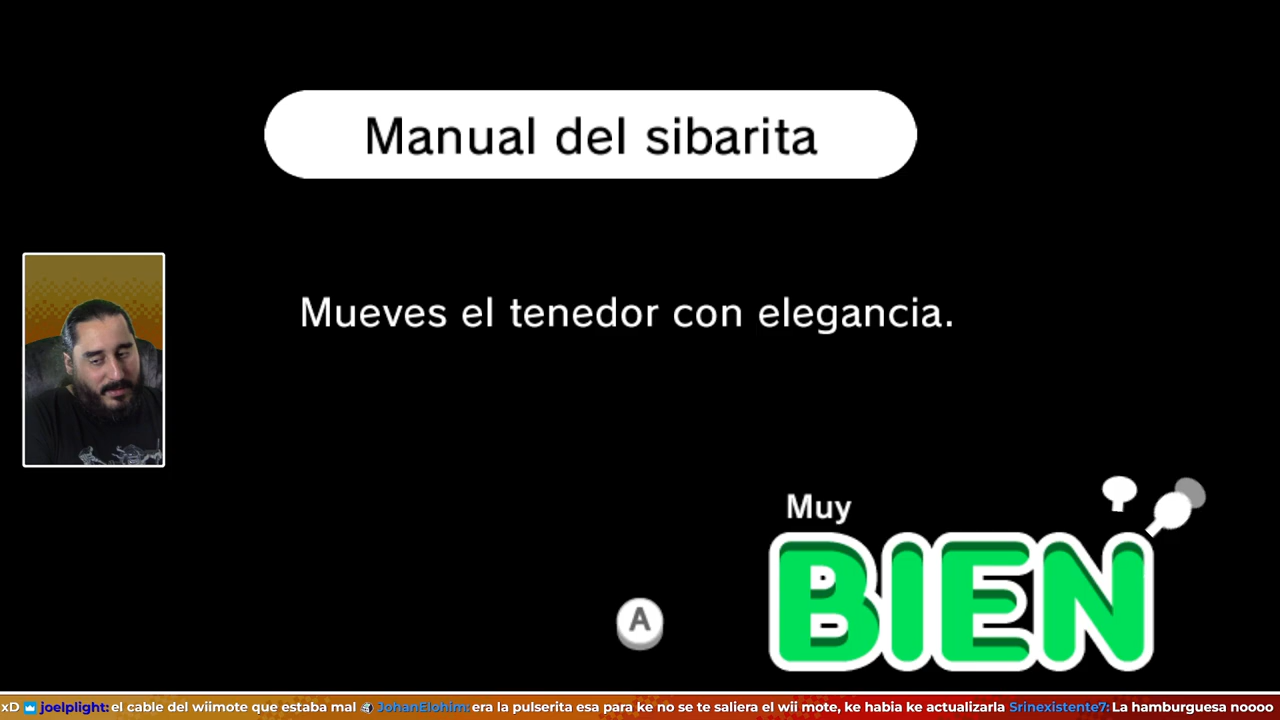 Manual del sibarita
Mueves el tenedor con elegancia.
Muy
BIEN
A
xD joelplight: el cable del wiimote que estaba mal JohanElohim: era la pulserita esa para ke no se te saliera el wii mote, ke habia ke actualizarla Srinexistente7: La hamburguesa noooo